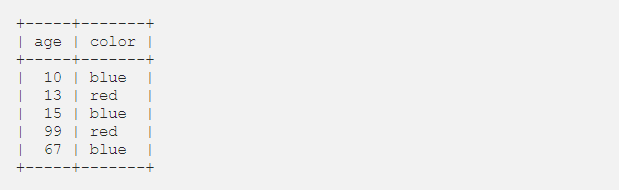 +-----+-------+
| age | color |
+-----+-------+
|  10 | blue  |
|  13 | red   |
|  15 | blue  |
|  99 | red   |
|  67 | blue  |
+-----+-------+